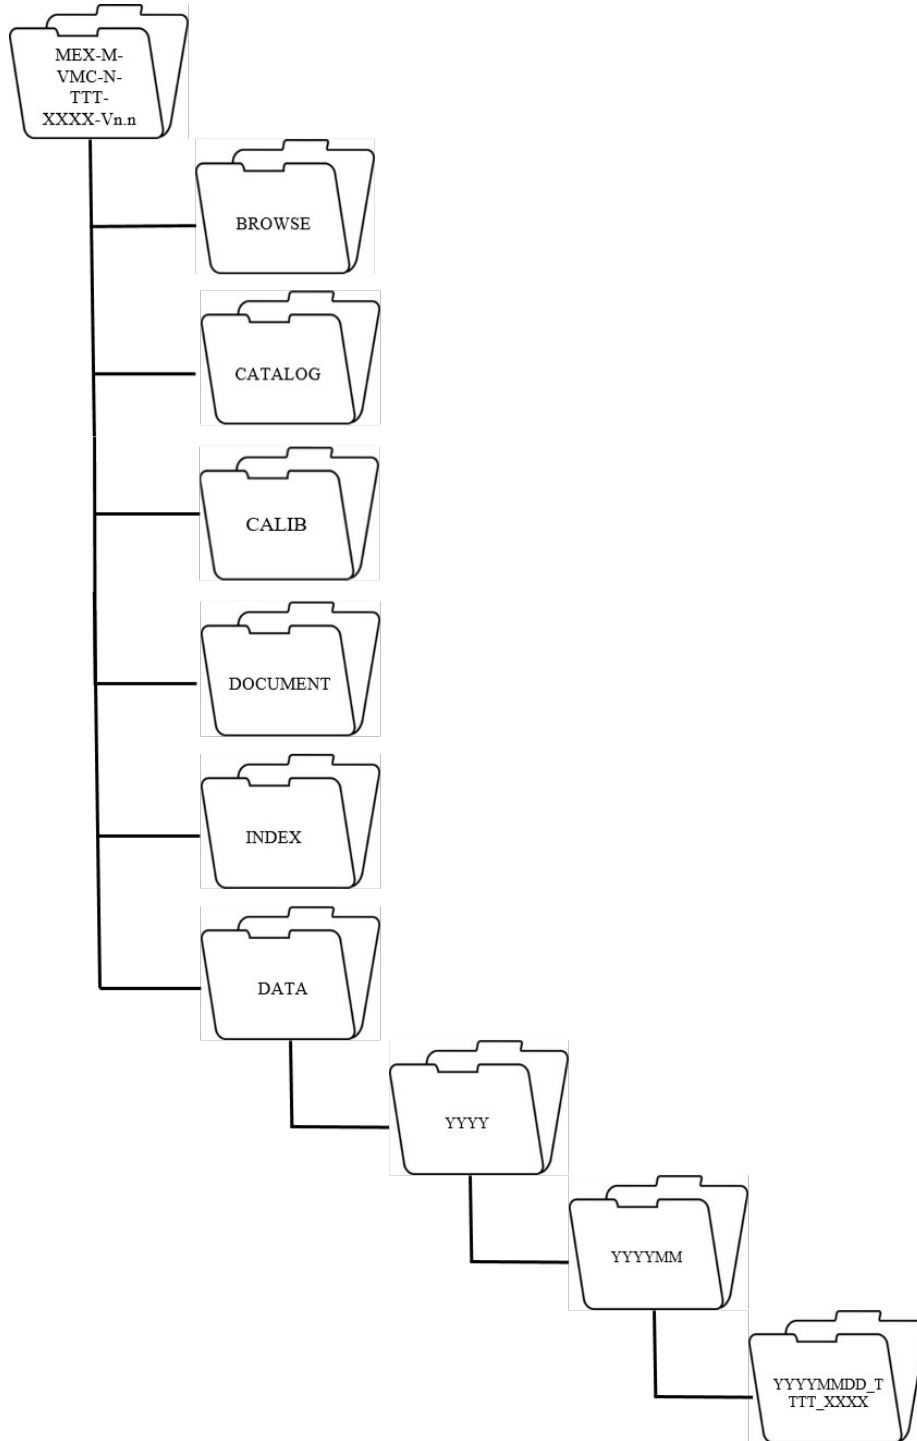 MEX-M-
VMC-N-
TTT-
XXXX-Vn.n
BROWSE
CATALOG
CALIB
DOCUMENT
INDEX
DATA
YYYY
YYYYMM
YYYYMMDD_T
TTT_XXXX